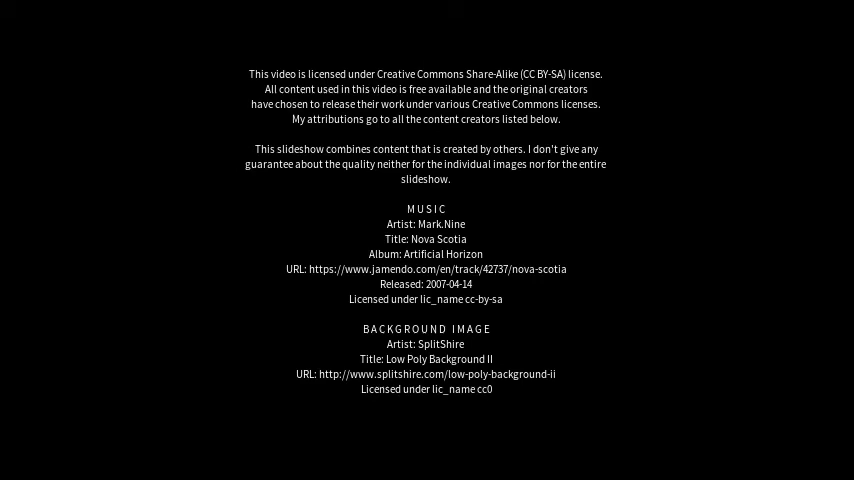 This video is licensed under Creative Commons Share-Alike (CC BY-SA) license.
All content used in this video is free available and the original creators
have chosen to release their work under various Creative Commons licenses.
My attributions go to all the content creators listed below.
This slideshow combines content that is created by others. I don't give any
guarantee about the quality neither for the individual images nor for the entire
slideshow.
MUSIC
Artist: Mark.Nine
Title: Nova Scotia
Album: Artificial Horizon
URL: https://www.jamendo.com/en/track/42737/nova-scotia
Released: 2007-04-14
Licensed under lic_name cc-by-sa
BACKGROUND IMAGE
Artist: SplitShire
Title: Low Poly Background II
URL: http://www.splitshire.com/low-poly-background-ii
Licensed under lic_name cc0